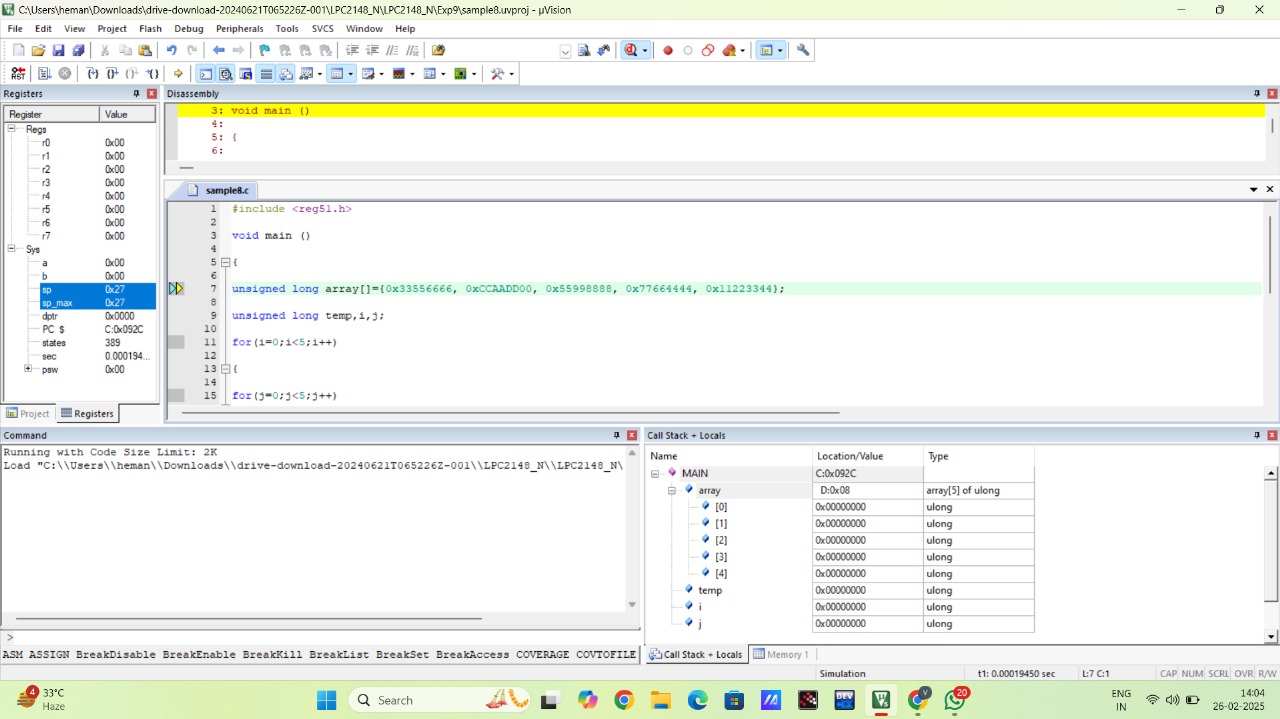 C:\Users\heman\Downloads\drive-download-20240621T065226Z-001\LPC2148_N\LPC2148_N\Exp9\sample8.uvproj - µVision
File Edit View Project Flash Debug Peripherals Tools SVCS Window Help
Registers
Register Value
Regs
r0 0x00
r1 0x00
r2 0x00
r3 0x00
r4 0x00
r5 0x00
r6 0x00
r7 0x00
Sys
a 0x00
b 0x00
sp 0x27
sp_max 0x27
dptr 0x0000
PC $ C:0x092C
states 389
sec 0.000194...
psw 0x00
Project Registers
Disassembly
3: void main ()
4:
5: {
6:
sample8.c
1 #include <reg51.h>
2
3 void main ()
4
5 {
6
7 unsigned long array[]={0x33556666, 0xCCAADD00, 0x55998888, 0x77664444, 0x11223344};
8
9 unsigned long temp,i,j;
10
11 for(i=0;i<5;i++)
12
13 {
14
15 for(j=0;j<5;j++)
Command
Running with Code Size Limit: 2K
Load "C:\\Users\\heman\\Downloads\\drive-download-20240621T065226Z-001\\LPC2148_N\\LPC2148_N\
>
ASM ASSIGN BreakDisable BreakEnable BreakKill BreakList BreakSet BreakAccess COVERAGE COVTOFILE
Call Stack + Locals
Name Location/Value Type
MAIN C:0x092C
array D:0x08 array[5] of ulong
[0] 0x00000000 ulong
[1] 0x00000000 ulong
[2] 0x00000000 ulong
[3] 0x00000000 ulong
[4] 0x00000000 ulong
temp 0x00000000 ulong
i 0x00000000 ulong
j 0x00000000 ulong
Call Stack + Locals Memory 1
Simulation t1: 0.00019450 sec L:7 C:1 CAP NUM SCRL OVR R/W
4 33°C
Haze
Search
DEV
V
20
ENG
IN
14:04
26-02-2025